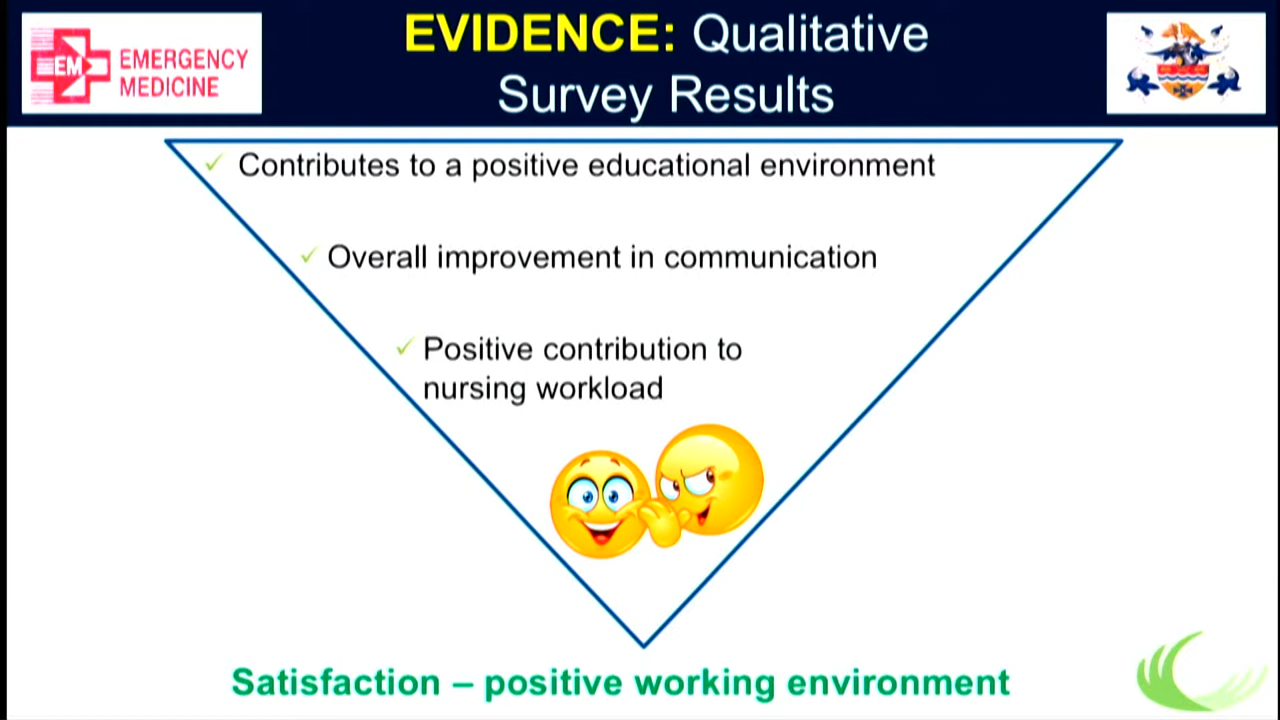 EM
EMERGENCY
MEDICINE
EVIDENCE: Qualitative
Survey Results
Contributes to a positive educational environment
Overall improvement in communication
Positive contribution to
nursing workload
Satisfaction – positive working environment